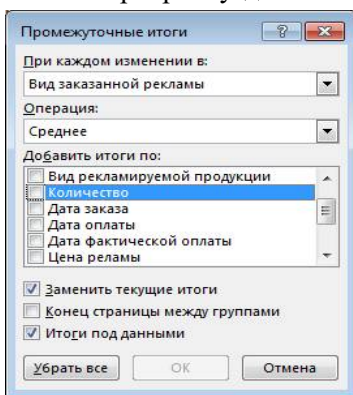 Промежуточные итоги
При каждом изменении в:
Вид заказанной рекламы
Операция:
Среднее
Добавить итоги по:
Вид рекламируемой продукции
Количество
Дата заказа
Дата оплаты
Дата фактической оплаты
Цена реламы
Заменить текущие итоги
Конец страницы между группами
Итоги под данными
Убрать все ОК Отмена